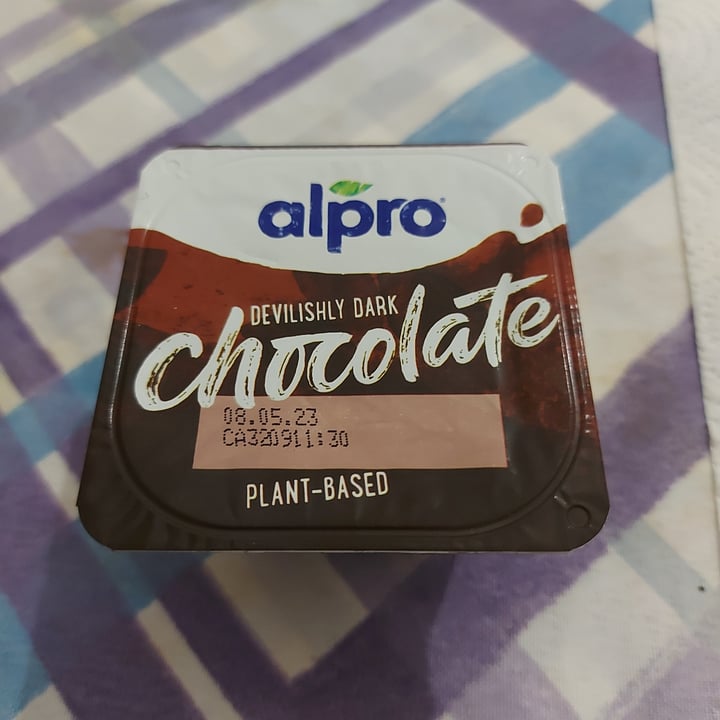 alpro
DEVILISHLY DARK
chocolate
08.05.23
CA320911:30
PLANT-BASED